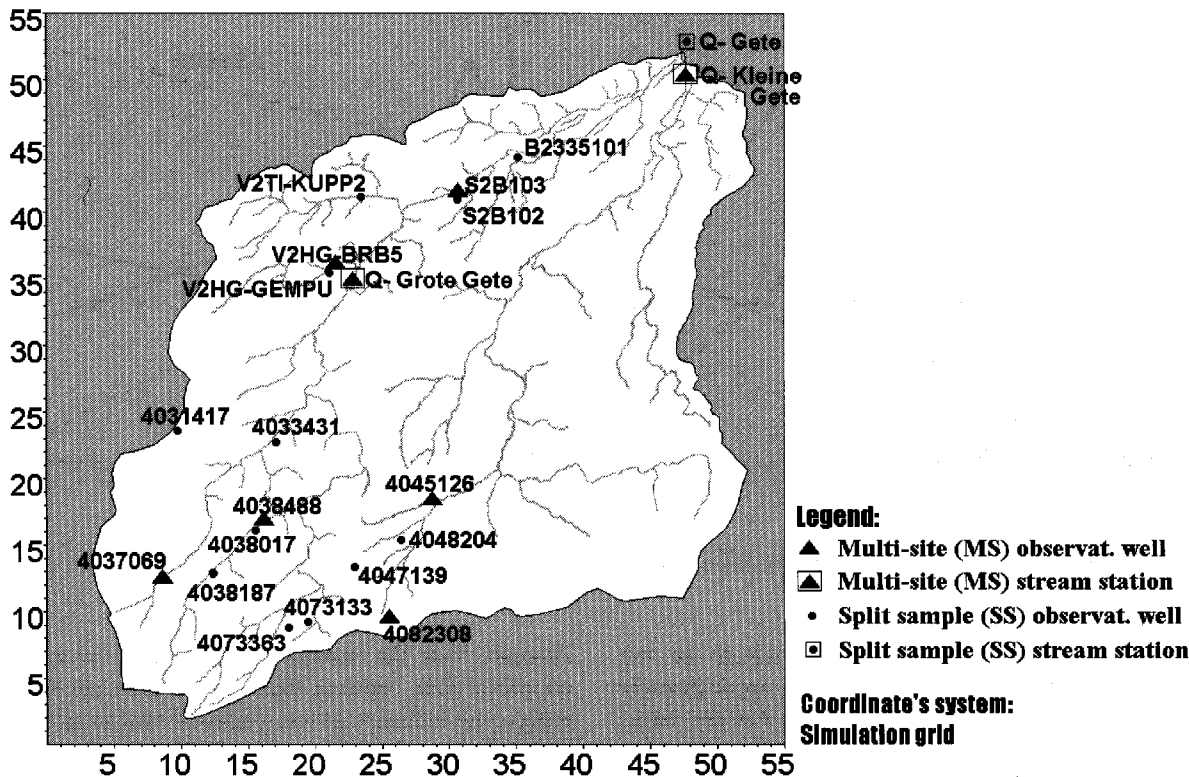 55
50
45
40
35
30
25
20
15
10
5
Q- Gete
Q- Kleine
Gete
B2335101
V2TI-KUPP2
S2B103
S2B102
V2HG-BRB5
Q- Grote Gete
V2HG-GEMPU
4031417
4033431
4045126
4038488
4038017
4048204
4037069
4047139
4038187
4073133
4073363
4082308
Legend:
Multi-site (MS) observat. well
Multi-site (MS) stream station
Split sample (SS) observat. well
Split sample (SS) stream station
Coordinate's system:
Simulation grid
5 10 15 20 25 30 35 40 45 50 55